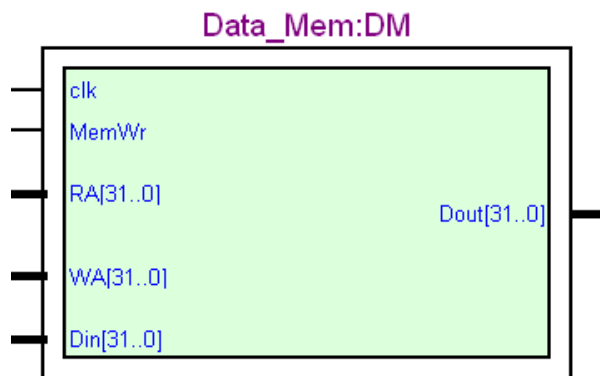 Data_Mem:DM
clk
MemWr
RA[31..0]
Dout[31..0]
WA[31..0]
Din[31..0]